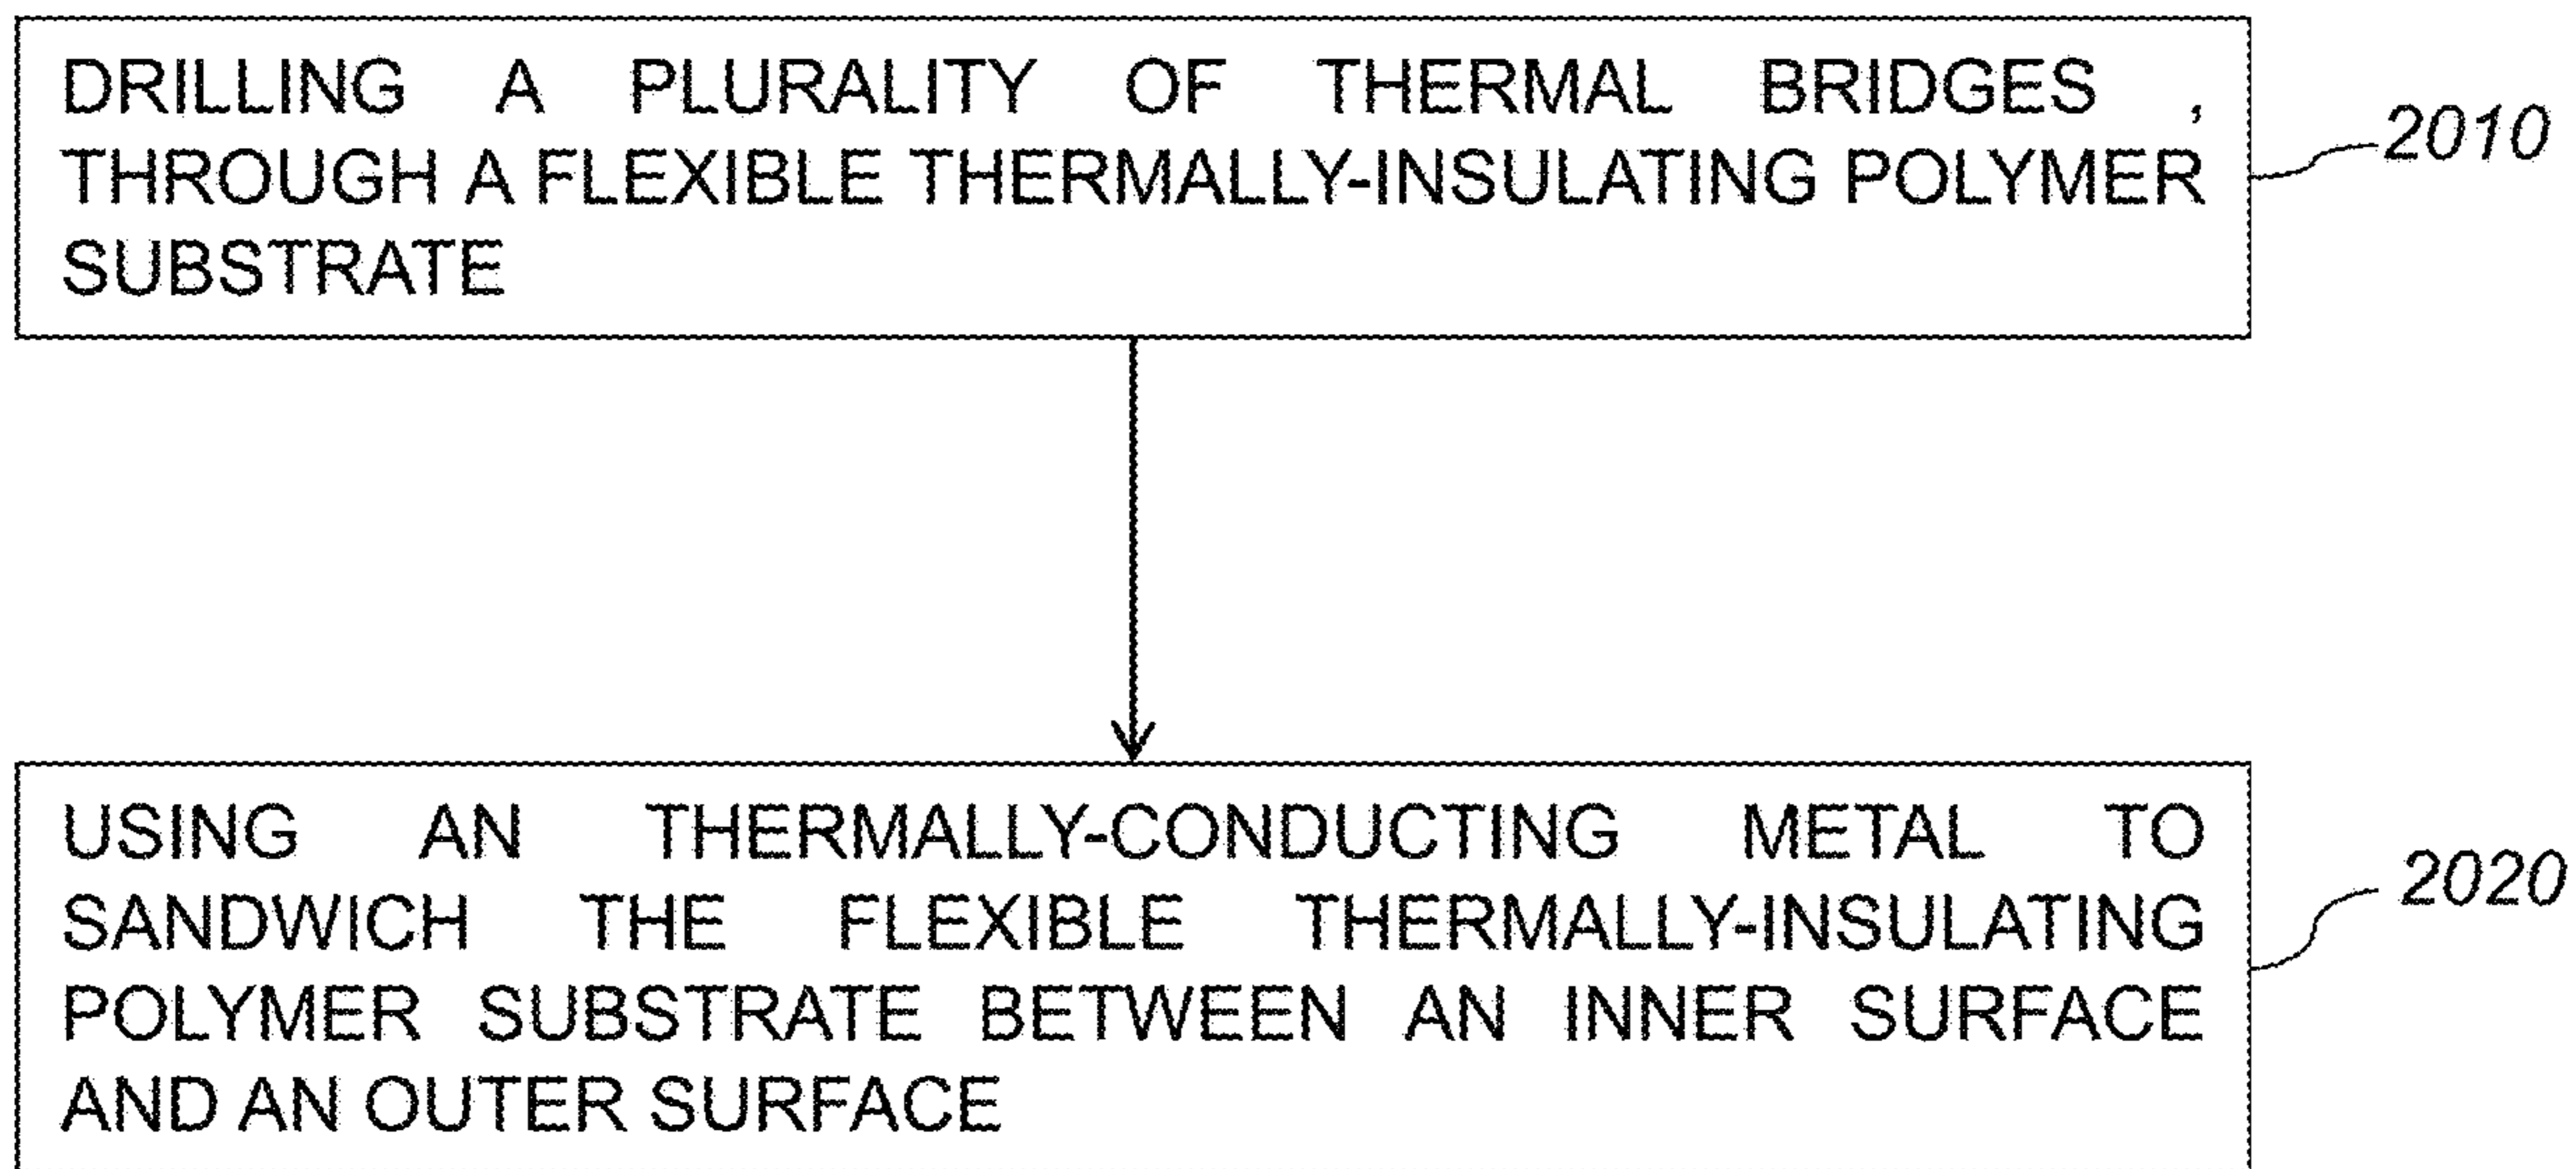 DRILLING A PLURALITY OF THERMAL BRIDGES ,
THROUGH A FLEXIBLE THERMALLY-INSULATING POLYMER
SUBSTRATE
2010
USING AN THERMALLY-CONDUCTING METAL TO
SANDWICH THE FLEXIBLE THERMALLY-INSULATING
POLYMER SUBSTRATE BETWEEN AN INNER SURFACE
AND AN OUTER SURFACE
2020